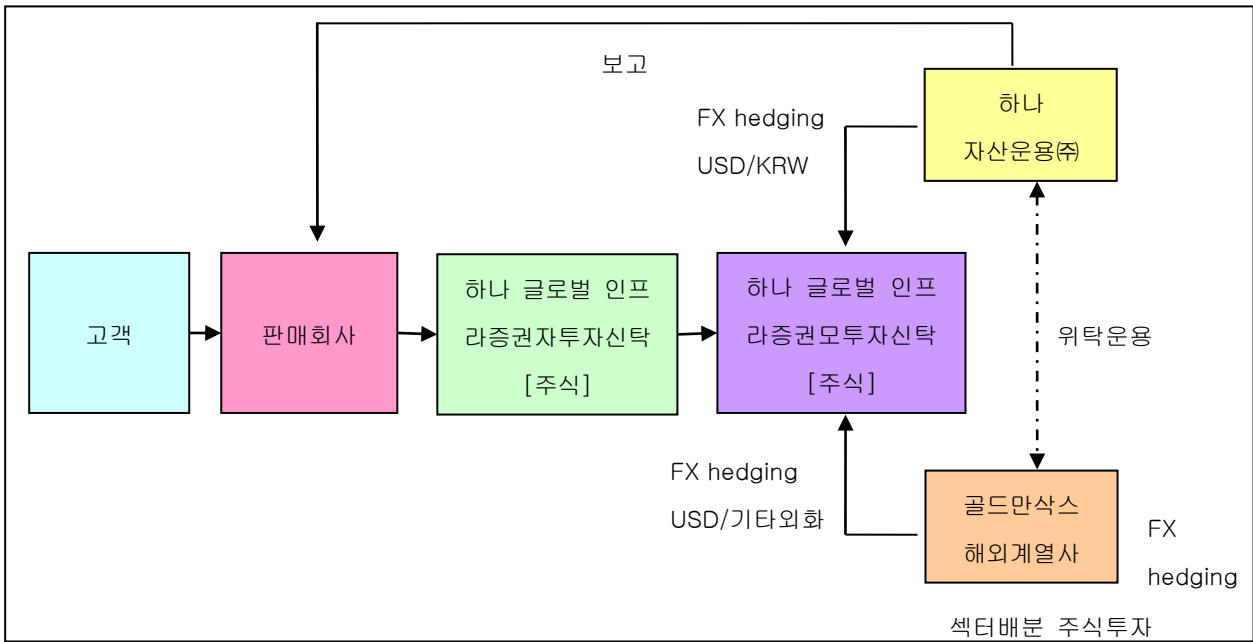 보고
하나
자산운용㈜
FX hedging
USD/KRW
고객
판매회사
하나 글로벌 인프
라증권자투자신탁
[주식]
하나 글로벌 인프
라증권모투자신탁
[주식]
위탁운용
FX hedging
USD/기타외화
골드만삭스
해외계열사
FX
hedging
섹터배분 주식투자